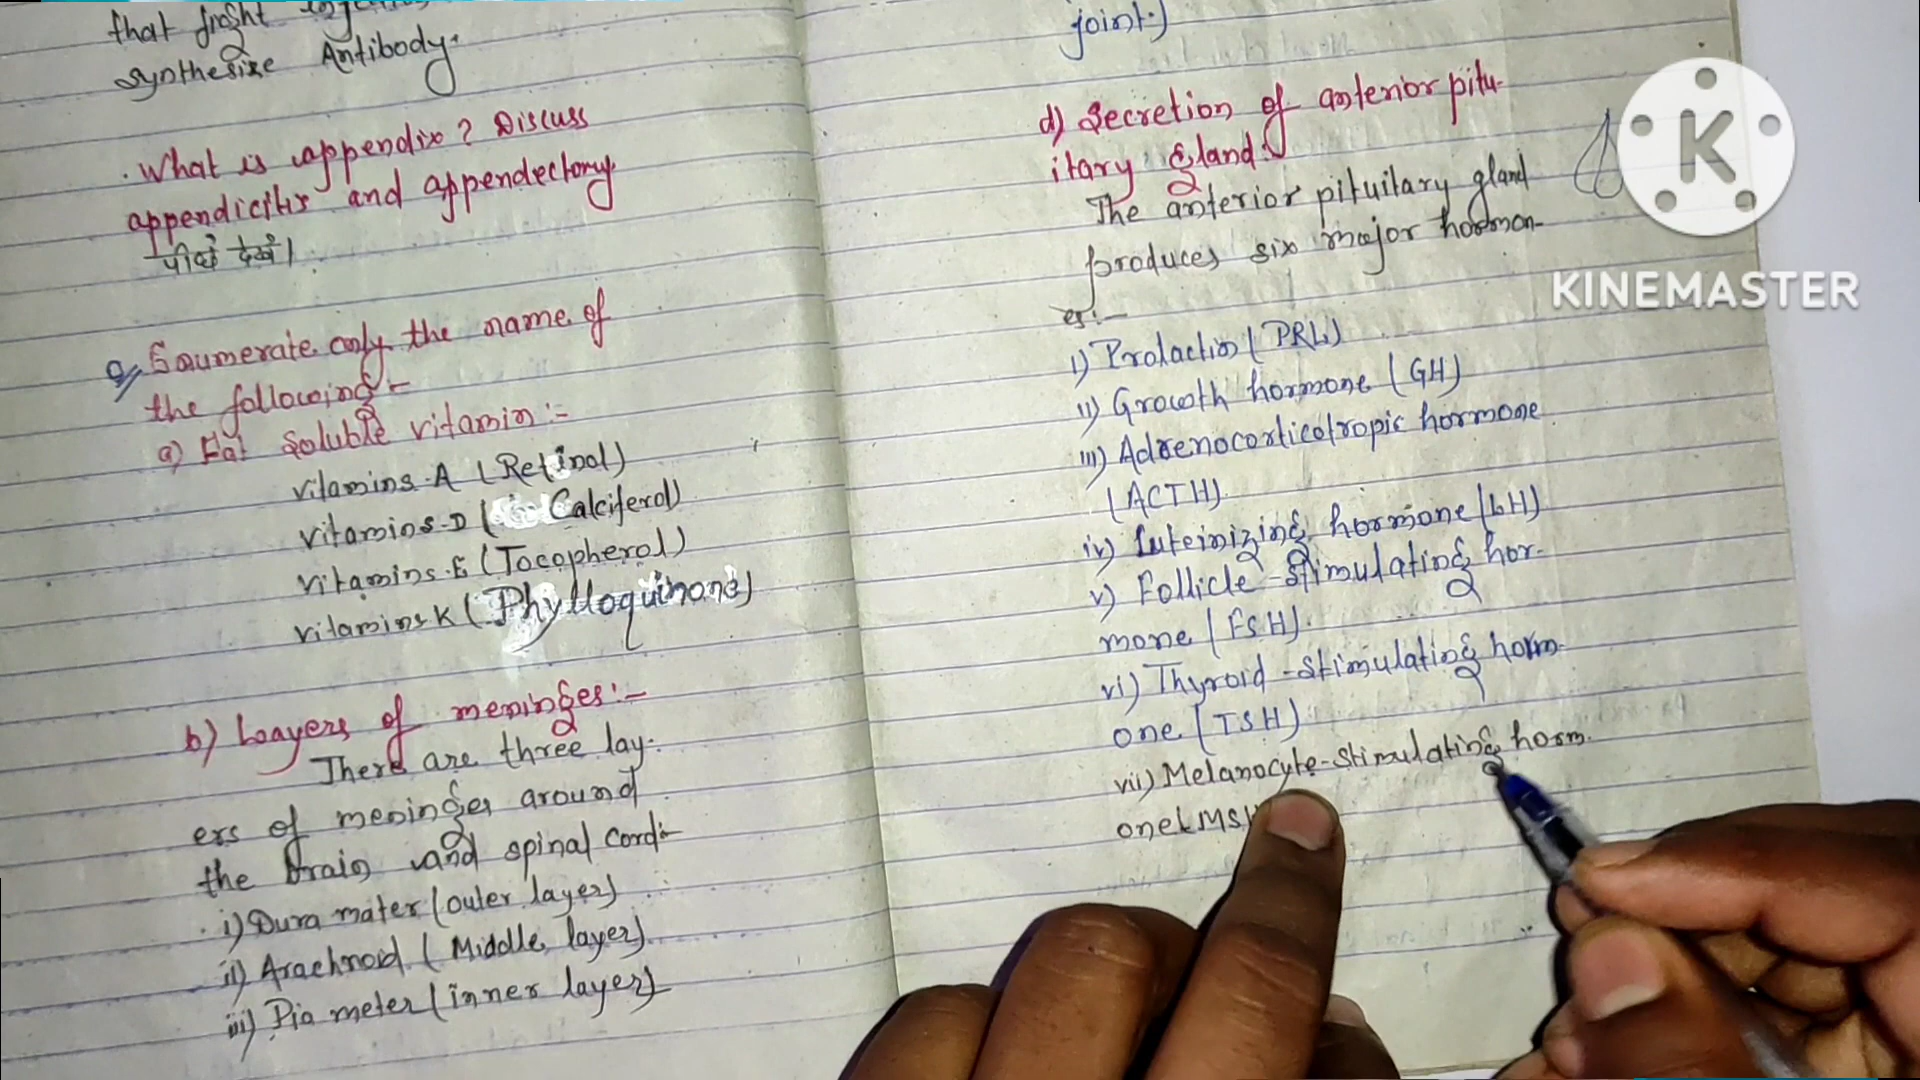 that fight
synthesize Antibody.
. What is appendix? Discuss
appendicitis and appendectomy.
पीछे देखें।
Q, Enumerate only the name of
the following:-
a) Fat soluble vitamin:-
vitamins-A (Retinol)
vitamins-D ( Calciferol)
vitamins-E (Tocopherol)
vitamins K (Phylloquinone)
b) Layers of meninges:-
There are three lay-
ers of meninges around
the brain and spinal cord:-
i) Dura mater (outer layer)
ii) Arachnoid (Middle layer)
iii) Pia meter (inner layer)
joint.)
d) Secretion of anterior pitu-
itary gland:-
The anterior pituitary gland
produces six major hormon-
es:-
i) Prolactin (PRL)
ii) Growth hormone (GH)
iii) Adrenocorticotropic hormone
(ACTH)
iv) Luteinizing hormone (LH)
v) Follicle-stimulating hor-
mone (FSH).
vi) Thyroid-stimulating horm-
one (TSH)
vii) Melanocyte-stimulating horm-
one(MSH
K
KINEMASTER